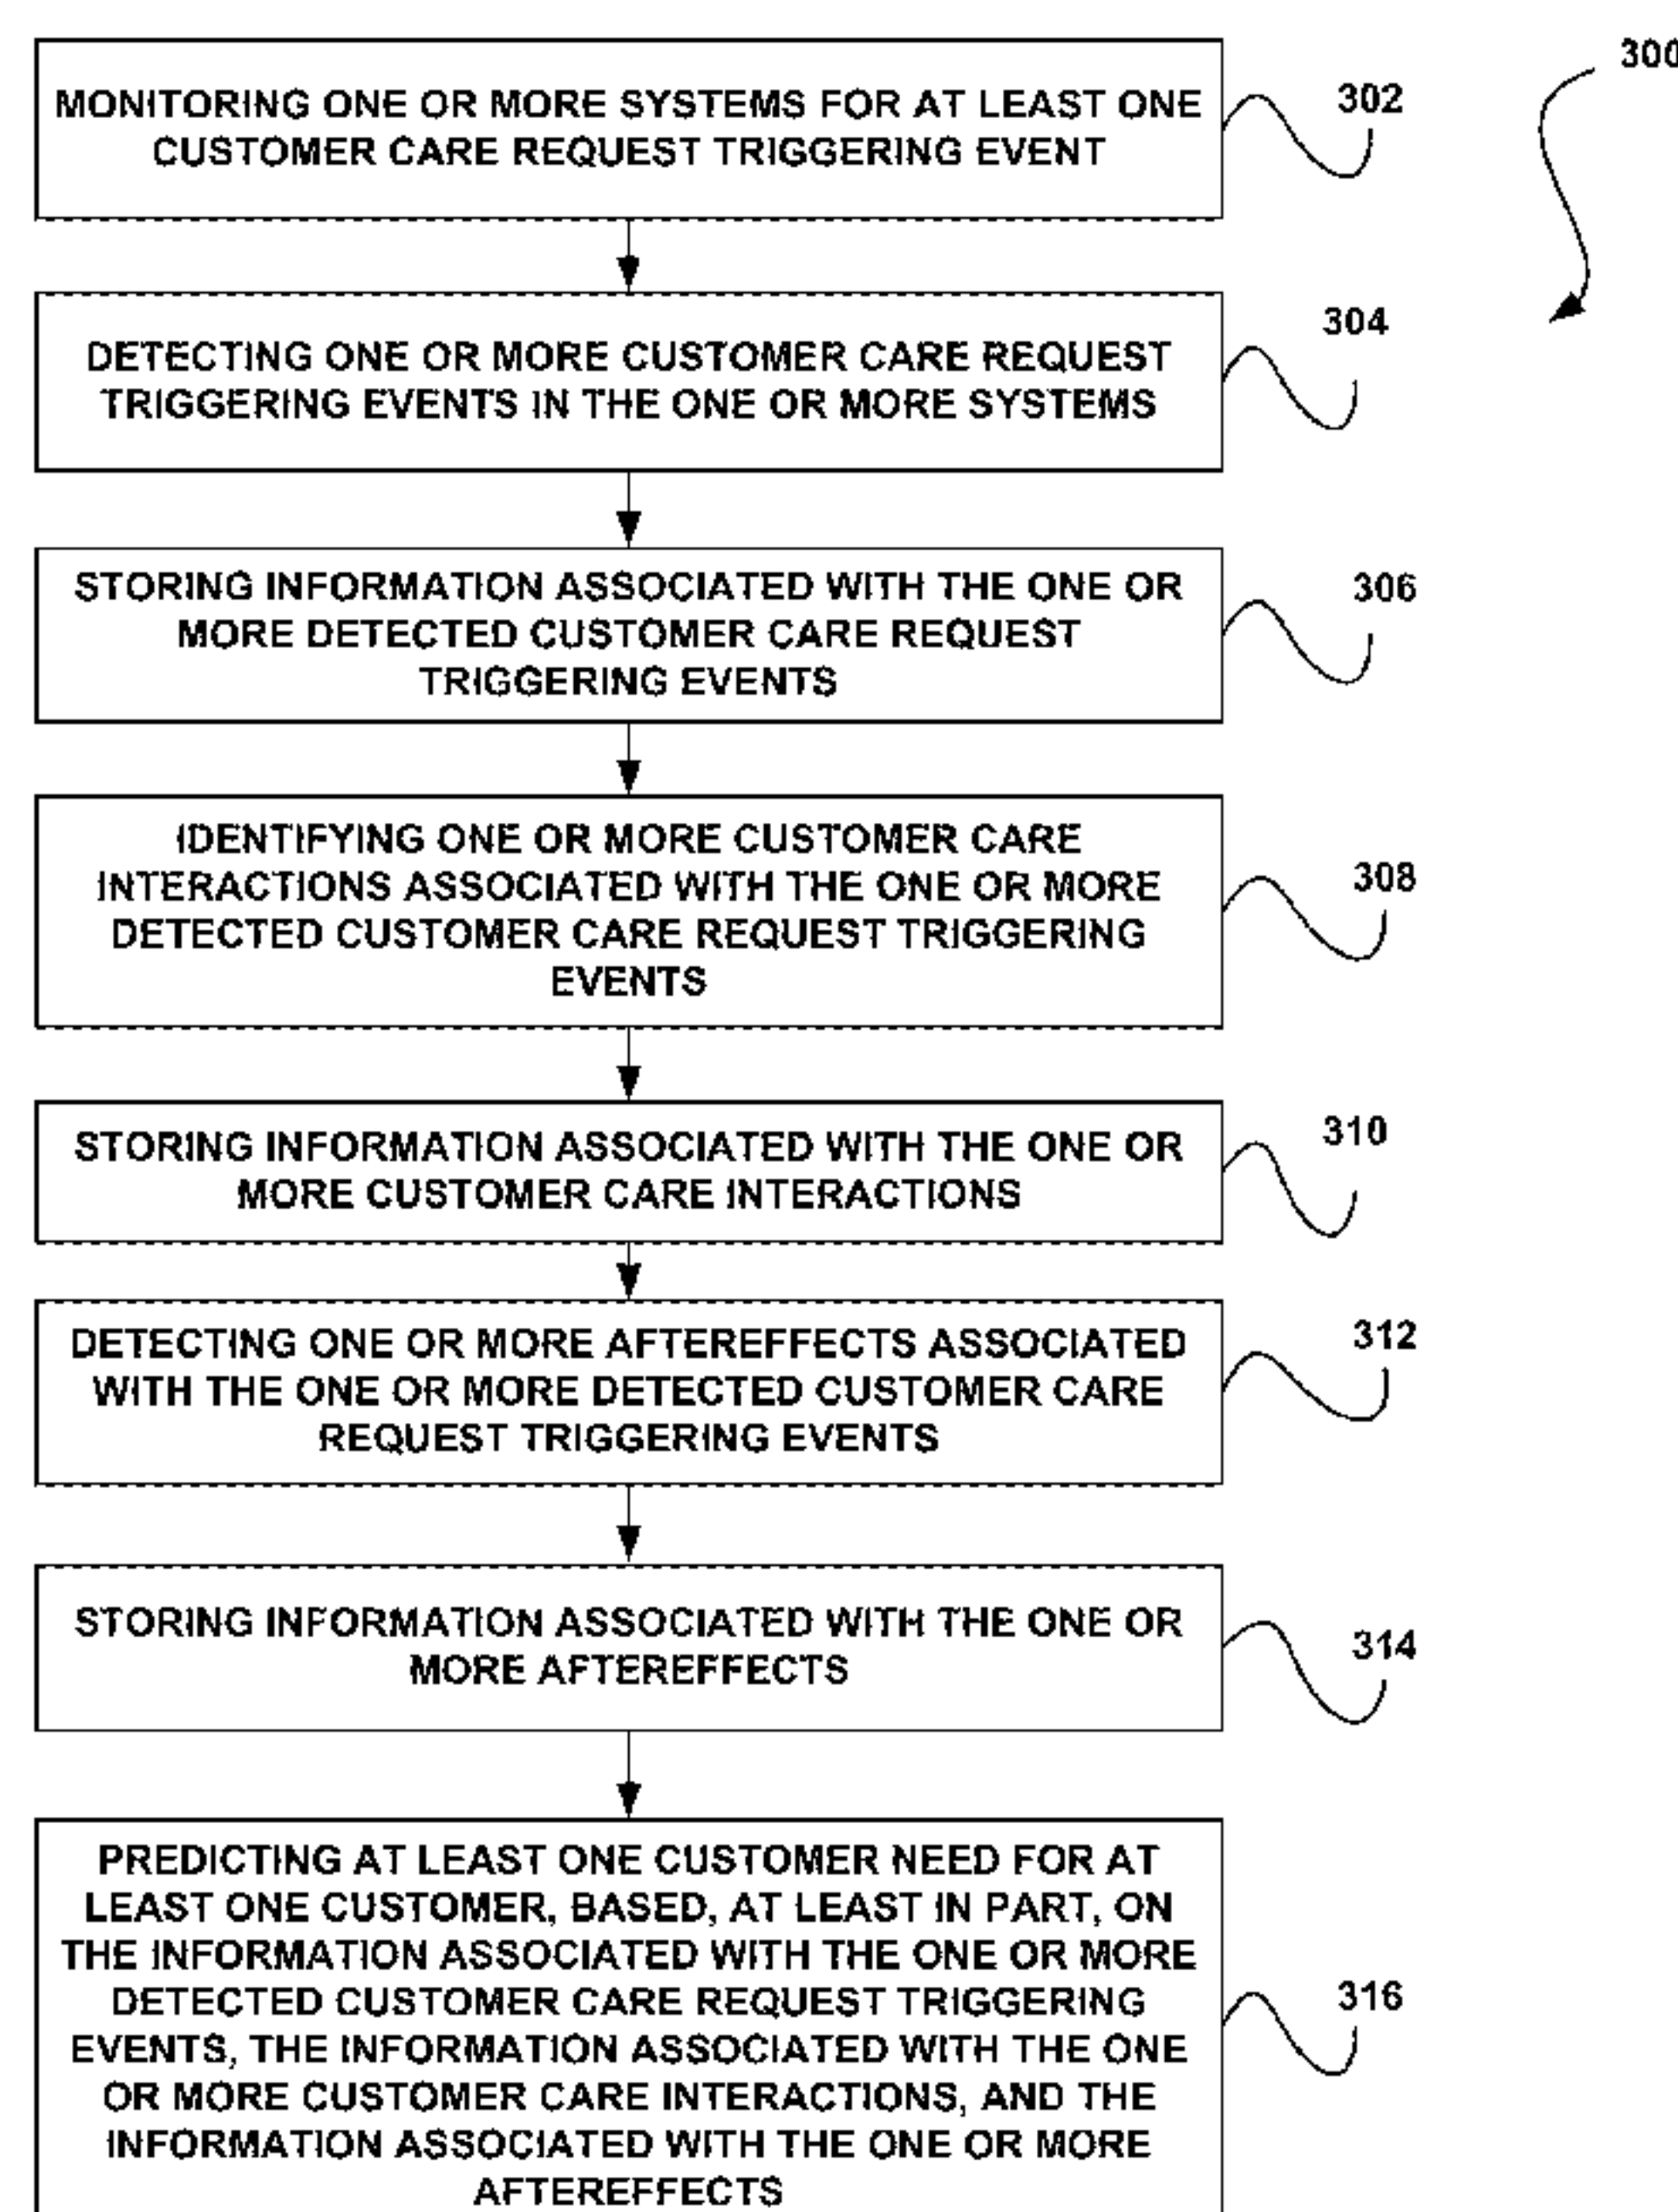 300
MONITORING ONE OR MORE SYSTEMS FOR AT LEAST ONE
CUSTOMER CARE REQUEST TRIGGERING EVENT
302
DETECTING ONE OR MORE CUSTOMER CARE REQUEST
TRIGGERING EVENTS IN THE ONE OR MORE SYSTEMS
304
STORING INFORMATION ASSOCIATED WITH THE ONE OR
MORE DETECTED CUSTOMER CARE REQUEST
TRIGGERING EVENTS
306
IDENTIFYING ONE OR MORE CUSTOMER CARE
INTERACTIONS ASSOCIATED WITH THE ONE OR MORE
DETECTED CUSTOMER CARE REQUEST TRIGGERING
EVENTS
308
STORING INFORMATION ASSOCIATED WITH THE ONE OR
MORE CUSTOMER CARE INTERACTIONS
310
DETECTING ONE OR MORE AFTEREFFECTS ASSOCIATED
WITH THE ONE OR MORE DETECTED CUSTOMER CARE
REQUEST TRIGGERING EVENTS
312
STORING INFORMATION ASSOCIATED WITH THE ONE OR
MORE AFTEREFFECTS
314
PREDICTING AT LEAST ONE CUSTOMER NEED FOR AT
LEAST ONE CUSTOMER, BASED, AT LEAST IN PART, ON
THE INFORMATION ASSOCIATED WITH THE ONE OR MORE
DETECTED CUSTOMER CARE REQUEST TRIGGERING
EVENTS, THE INFORMATION ASSOCIATED WITH THE ONE
OR MORE CUSTOMER CARE INTERACTIONS, AND THE
INFORMATION ASSOCIATED WITH THE ONE OR MORE
AFTEREFFECTS
316